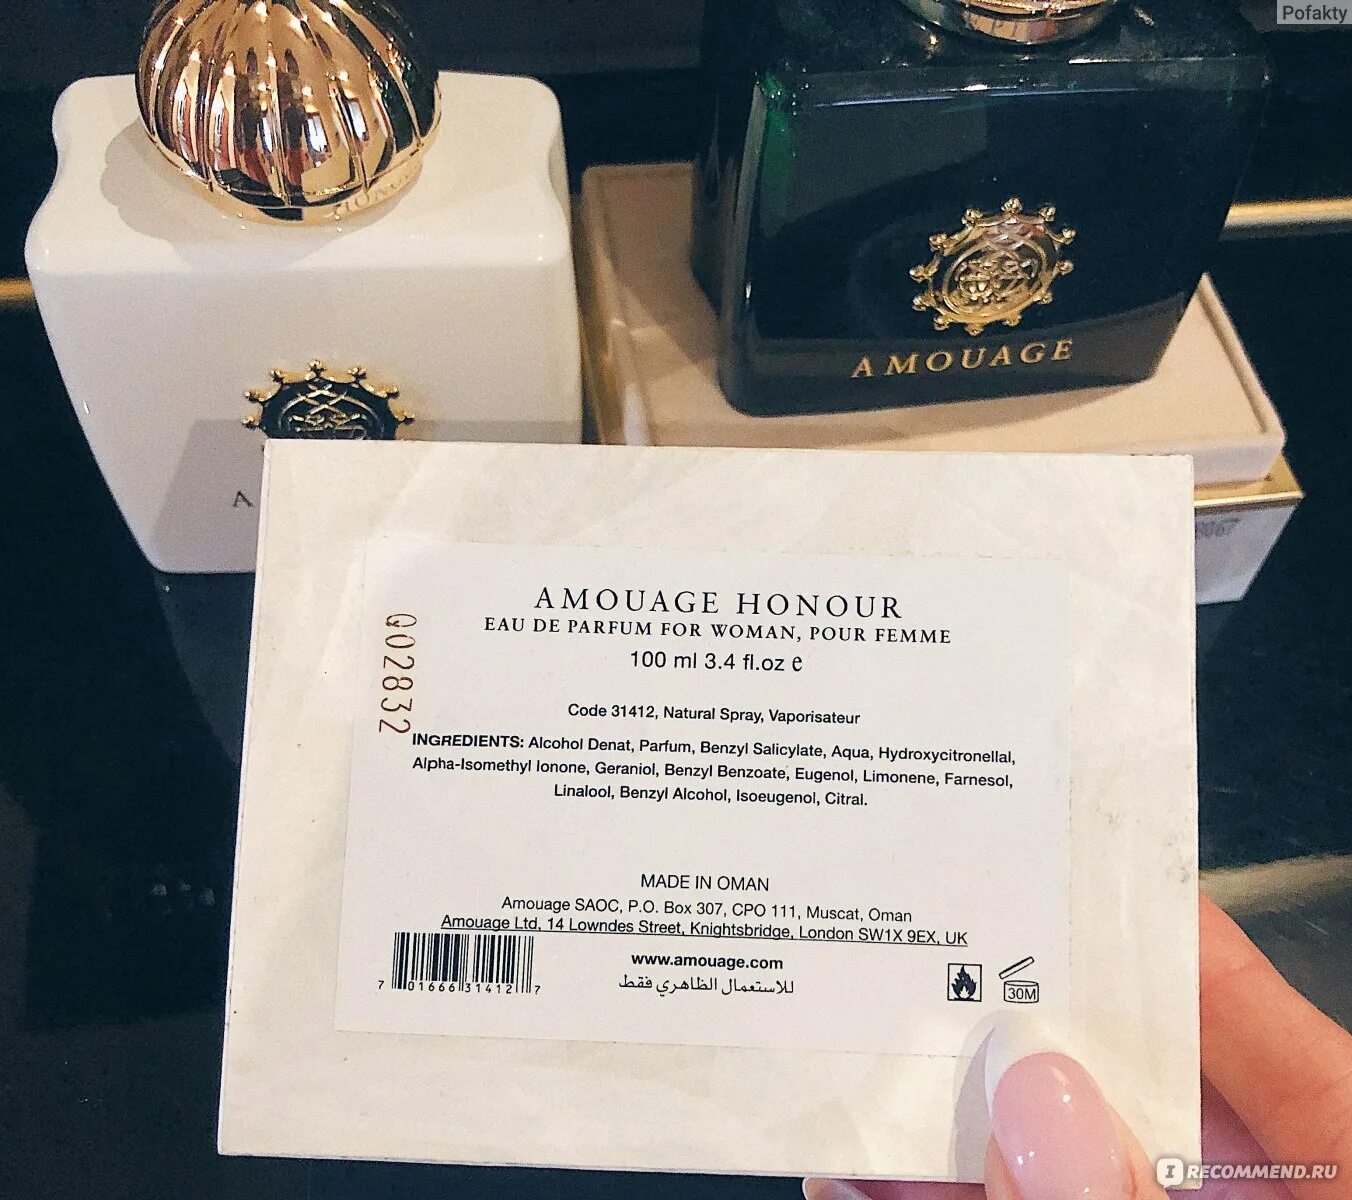 Pofakty
HONOUR
AMOUAGE
A
AMOUAGE HONOUR
EAU DE PARFUM FOR WOMAN, POUR FEMME
100 ml 3.4 fl.oz e
Q02832
Code 31412, Natural Spray, Vaporisateur
INGREDIENTS: Alcohol Denat, Parfum, Benzyl Salicylate, Aqua, Hydroxycitronellal,
Alpha-Isomethyl Ionone, Geraniol, Benzyl Benzoate, Eugenol, Limonene, Farnesol,
Linalool, Benzyl Alcohol, Isoeugenol, Citral.
MADE IN OMAN
Amouage SAOC, P.O. Box 307, CPO 111, Muscat, Oman
Amouage Ltd, 14 Lowndes Street, Knightsbridge, London SW1X 9EX, UK
www.amouage.com
للاستعمال الظاهري فقط
7 01666 31412 7
30M
IRECOMMEND.RU